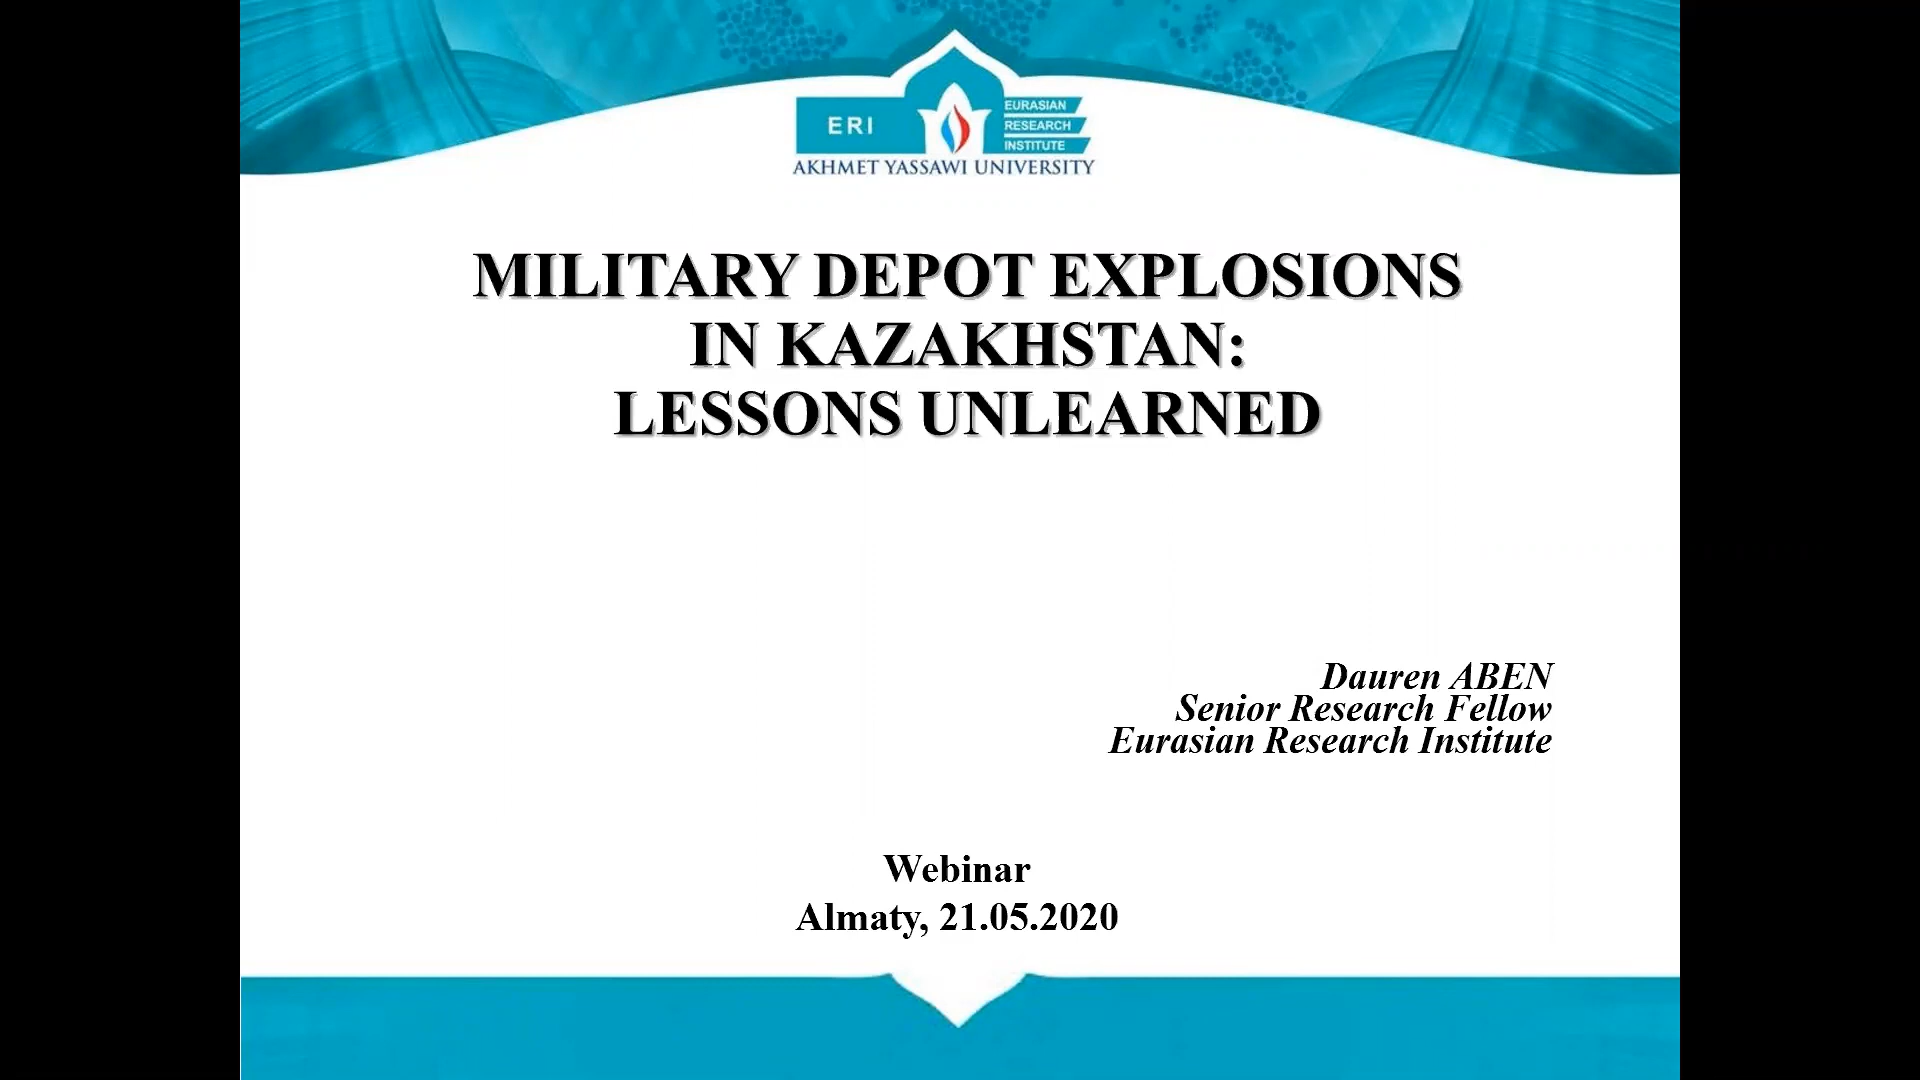 ERI
EURASIAN
RESEARCH
INSTITUTE
AKHMET YASSAWI UNIVERSITY
MILITARY DEPOT EXPLOSIONS
IN KAZAKHSTAN:
LESSONS UNLEARNED
Dauren ABEN
Senior Research Fellow
Eurasian Research Institute
Webinar
Almaty, 21.05.2020